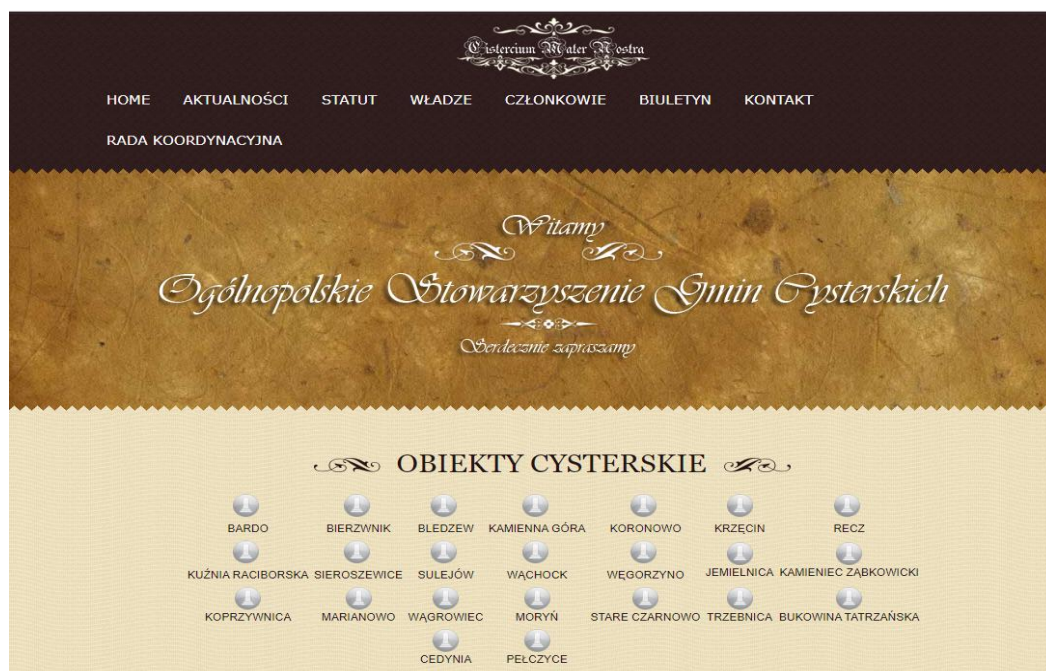 Cistercium Mater Nostra
HOME AKTUALNOŚCI STATUT WŁADZE CZŁONKOWIE BIULETYN KONTAKT
RADA KOORDYNACYJNA
Witamy
Ogólnopolskie Stowarzyszenie Gmin Cysterskich
Serdecznie zapraszamy
OBIEKTY CYSTERSKIE
BARDO BIERZWNIK BLEDZEW KAMIENNA GÓRA KORONOWO KRZĘCIN RECZ
KUŹNIA RACIBORSKA SIEROSZEWICE SULEJÓW WĄCHOCK WĘGORZYNO JEMIELNICA KAMIENIEC ZĄBKOWICKI
KOPRZYWNICA MARIANOWO WĄGROWIEC MORYŃ STARE CZARNOWO TRZEBNICA BUKOWINA TATRZAŃSKA
CEDYNIA PEŁCZYCE